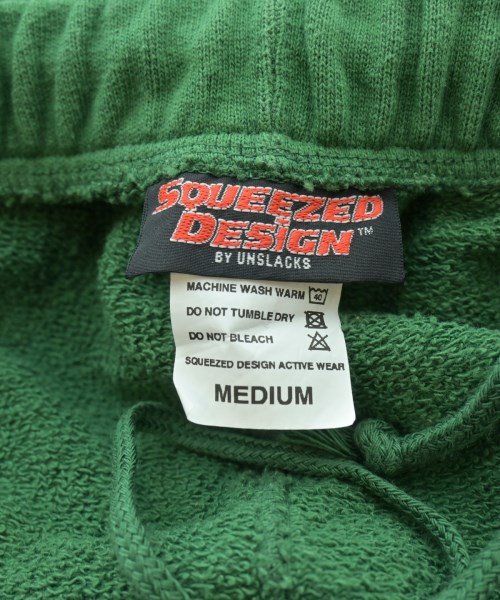 SQUEEZED
DESIGN™
BY UNSLACKS
MACHINE WASH WARM 40
DO NOT TUMBLE DRY
DO NOT BLEACH
SQUEEZED DESIGN ACTIVE WEAR
MEDIUM